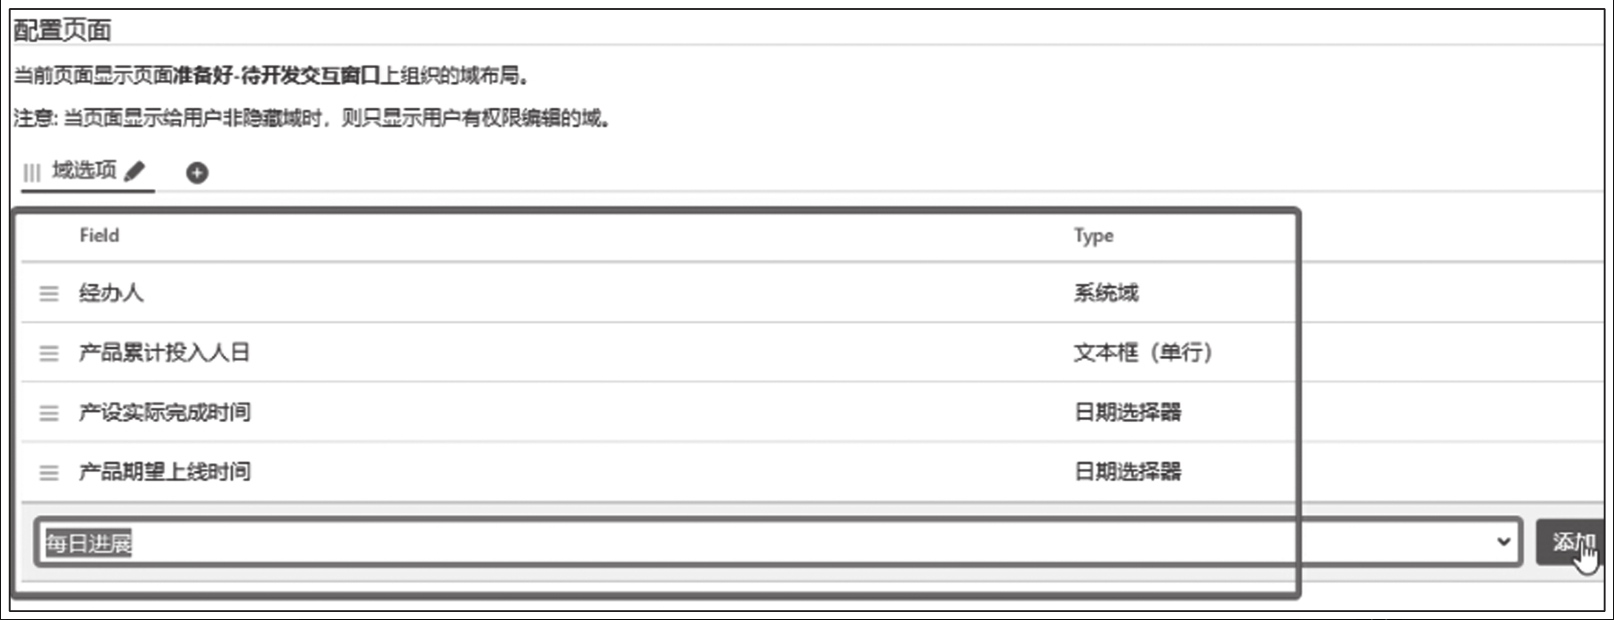 配置页面
当前页面显示页面准备好-待开发交互窗口上组织的域布局。
注意: 当页面显示给用户非隐藏域时，则只显示用户有权限编辑的域。
域选项
Field Type
经办人 系统域
产品累计投入人日 文本框（单行）
产设实际完成时间 日期选择器
产品期望上线时间 日期选择器
每日进展 添加